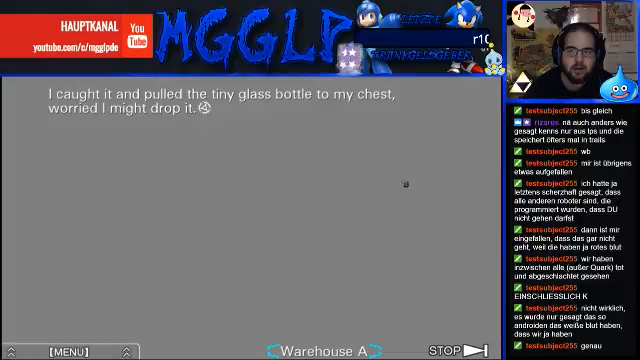 HAUPTKANAL
youtube.com/c/mgglpde
You
Tube
MGGLP
LETZTE
r1(
I caught it and pulled the tiny glass bottle to my chest,
worried I might drop it.
testsubject255: bis gleich
rizarus: nä auch anders wie
gesagt kenns nur aus lps und die
speichert öfters mal in trails
testsubject255: wb
testsubject255: mir ist übrigens
etwas aufgefallen
testsubject255: ich hatte ja
letztens scherzhaft gesagt, dass
alle anderen roboter sind, die
programmiert wurden, dass DU
nicht gehen darfst
testsubject255: dann ist mir
eingefallen, dass das gar nicht
geht, weil die haben ja rotes blut
testsubject255: wir haben
inzwischen alle (außer Quark) tot
und abgestochen gesehen
testsubject255:
EINSCHLIESSLICH K
testsubject255: nicht wirklich, es
wurde nur gesagt das so
androiden das weiße blut haben,
dass wir ja haben
testsubject255: genau
[MENU]
Warehouse A
STOP